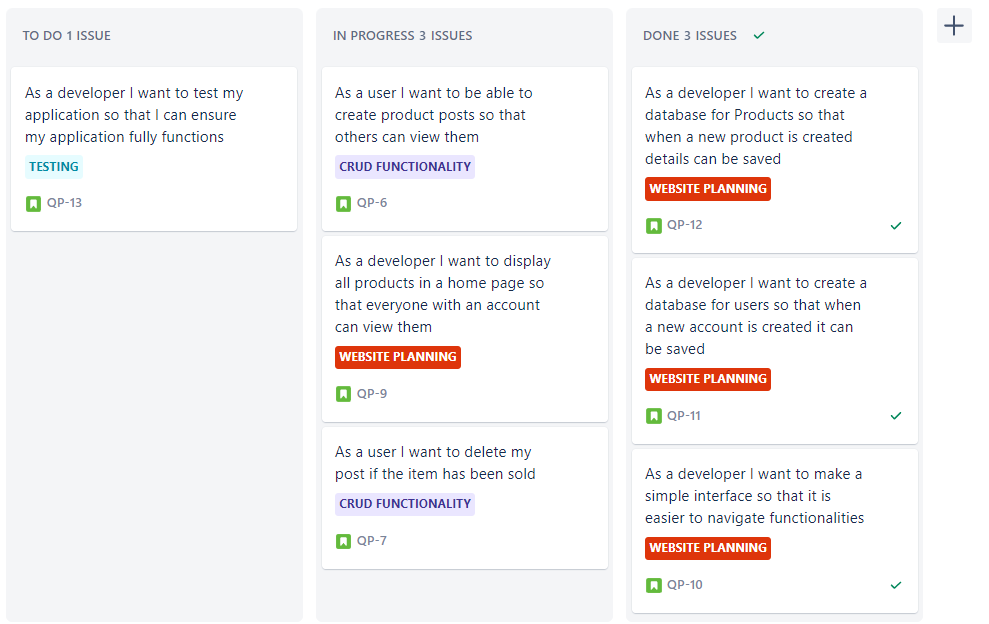 TO DO 1 ISSUE
As a developer I want to test my
application so that I can ensure
my application fully functions
TESTING
QP-13
IN PROGRESS 3 ISSUES
As a user I want to be able to
create product posts so that
others can view them
CRUD FUNCTIONALITY
QP-6
As a developer I want to display
all products in a home page so
that everyone with an account
can view them
WEBSITE PLANNING
QP-9
As a user I want to delete my
post if the item has been sold
CRUD FUNCTIONALITY
QP-7
DONE 3 ISSUES
As a developer I want to create a
database for Products so that
when a new product is created
details can be saved
WEBSITE PLANNING
QP-12
As a developer I want to create a
database for users so that when
a new account is created it can
be saved
WEBSITE PLANNING
QP-11
As a developer I want to make a
simple interface so that it is
easier to navigate functionalities
WEBSITE PLANNING
QP-10